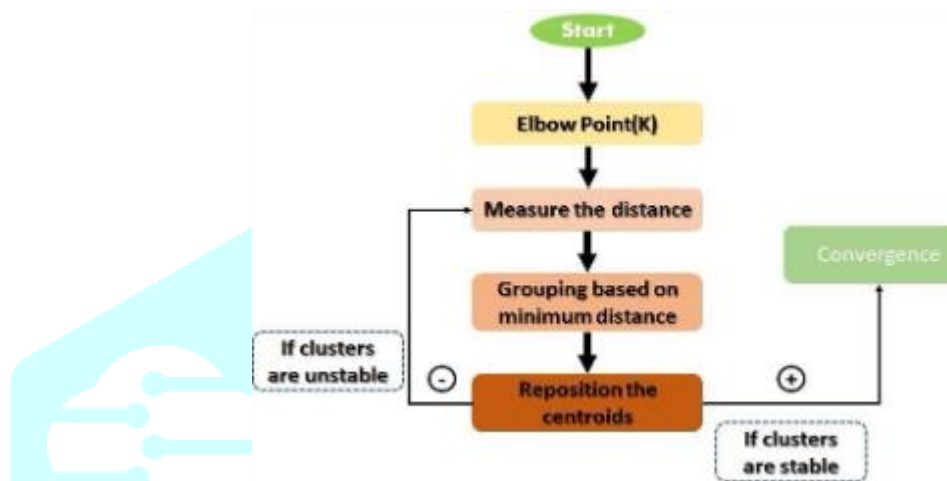 Start
Elbow Point(K)
Measure the distance
Convergence
Grouping based on
minimum distance
If clusters
are unstable
-
Reposition the
centroids
+
If clusters
are stable